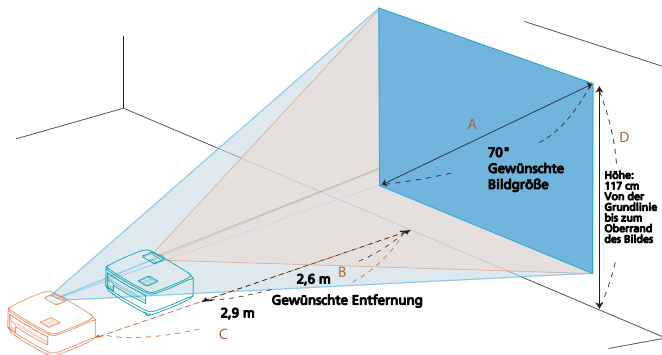 A
D
70"
Gewünschte
Bildgröße
Höhe:
117 cm
Von der
Grundlinie
bis zum
Oberrand
des Bildes
2,6 m
B
Gewünschte Entfernung
2,9 m
C